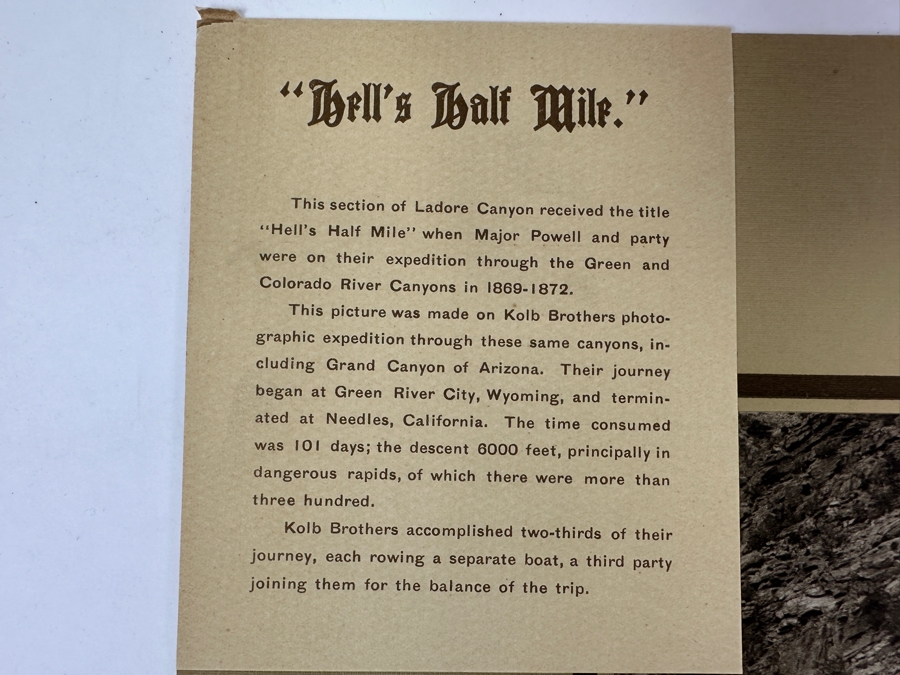 “Hell’s Half Mile.”
This section of Ladore Canyon received the title
“Hell’s Half Mile” when Major Powell and party
were on their expedition through the Green and
Colorado River Canyons in 1869-1872.
This picture was made on Kolb Brothers photo-
graphic expedition through these same canyons, in-
cluding Grand Canyon of Arizona. Their journey
began at Green River City, Wyoming, and termin-
ated at Needles, California. The time consumed
was 101 days; the descent 6000 feet, principally in
dangerous rapids, of which there were more than
three hundred.
Kolb Brothers accomplished two-thirds of their
journey, each rowing a separate boat, a third party
joining them for the balance of the trip.